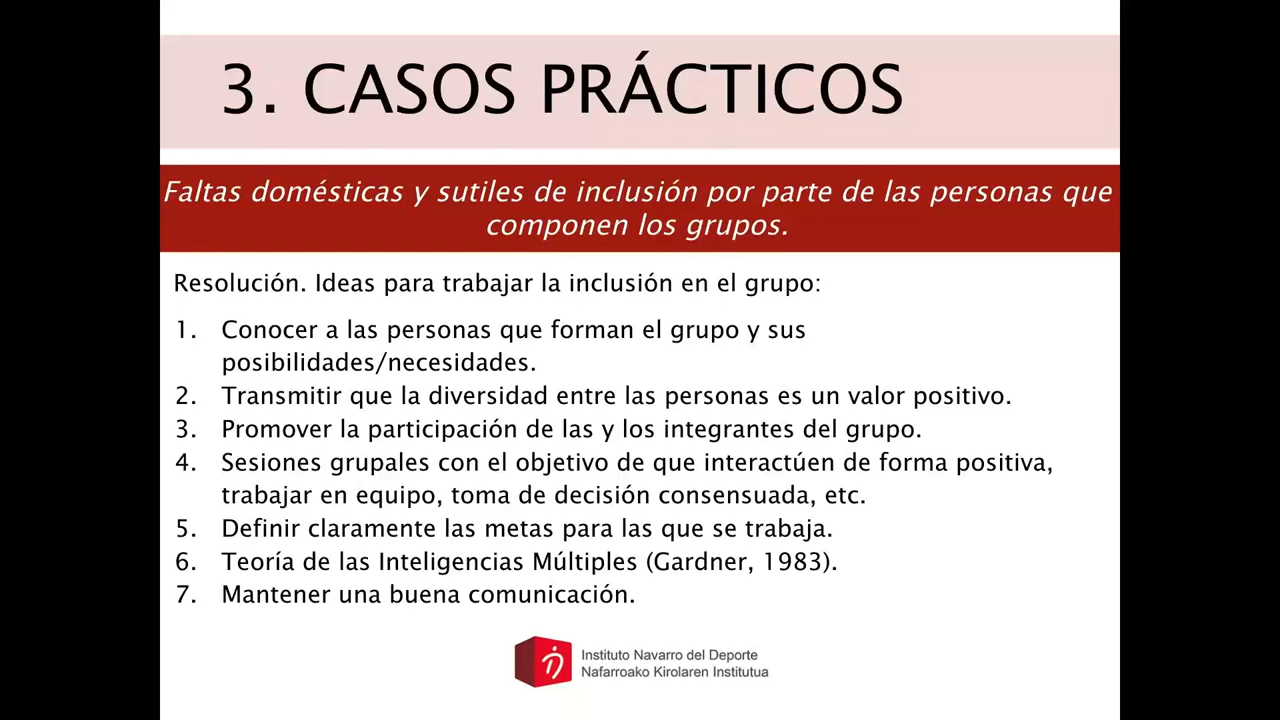 3. CASOS PRÁCTICOS
Faltas domésticas y sutiles de inclusión por parte de las personas que
componen los grupos.
Resolución. Ideas para trabajar la inclusión en el grupo:
1. Conocer a las personas que forman el grupo y sus
posibilidades/necesidades.
2. Transmitir que la diversidad entre las personas es un valor positivo.
3. Promover la participación de las y los integrantes del grupo.
4. Sesiones grupales con el objetivo de que interactúen de forma positiva,
trabajar en equipo, toma de decisión consensuada, etc.
5. Definir claramente las metas para las que se trabaja.
6. Teoría de las Inteligencias Múltiples (Gardner, 1983).
7. Mantener una buena comunicación.
Instituto Navarro del Deporte
Nafarroako Kirolaren Institutua